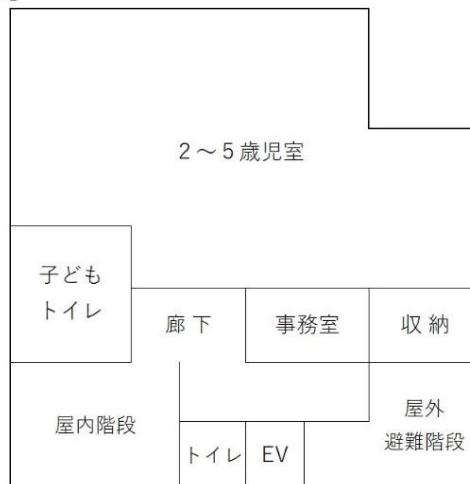 ２～５歳児室
子ども
トイレ
廊 下
事務室
収 納
屋内階段
屋外
避難階段
トイレ
EV